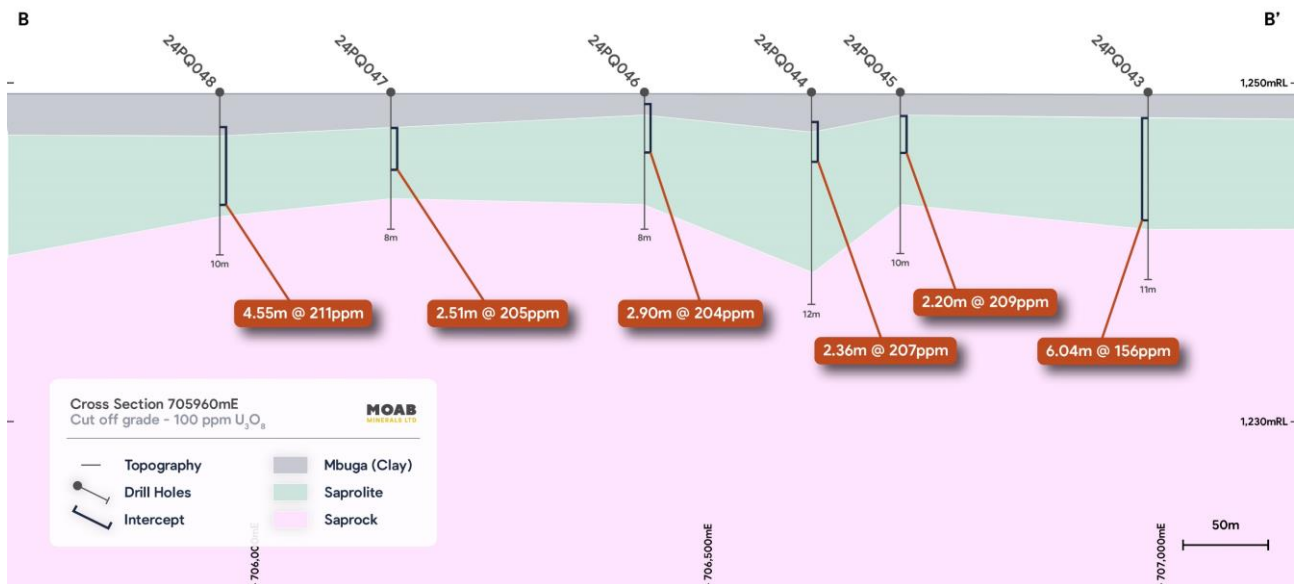 B
B'
24PQ048
24PQ047
24PQ046
24PQ044
24PQ045
24PQ043
1,250mRL
10m
8m
8m
12m
10m
11m
4.55m @ 211ppm
2.51m @ 205ppm
2.90m @ 204ppm
2.36m @ 207ppm
2.20m @ 209ppm
6.04m @ 156ppm
1,230mRL
Cross Section 705960mE
Cut off grade - 100 ppm U₃O₈
MOAB
MINERALS LTD
Topography
Drill Holes
Intercept
Mbuga (Clay)
Saprolite
Saprock
706,000mE
706,500mE
707,000mE
50m